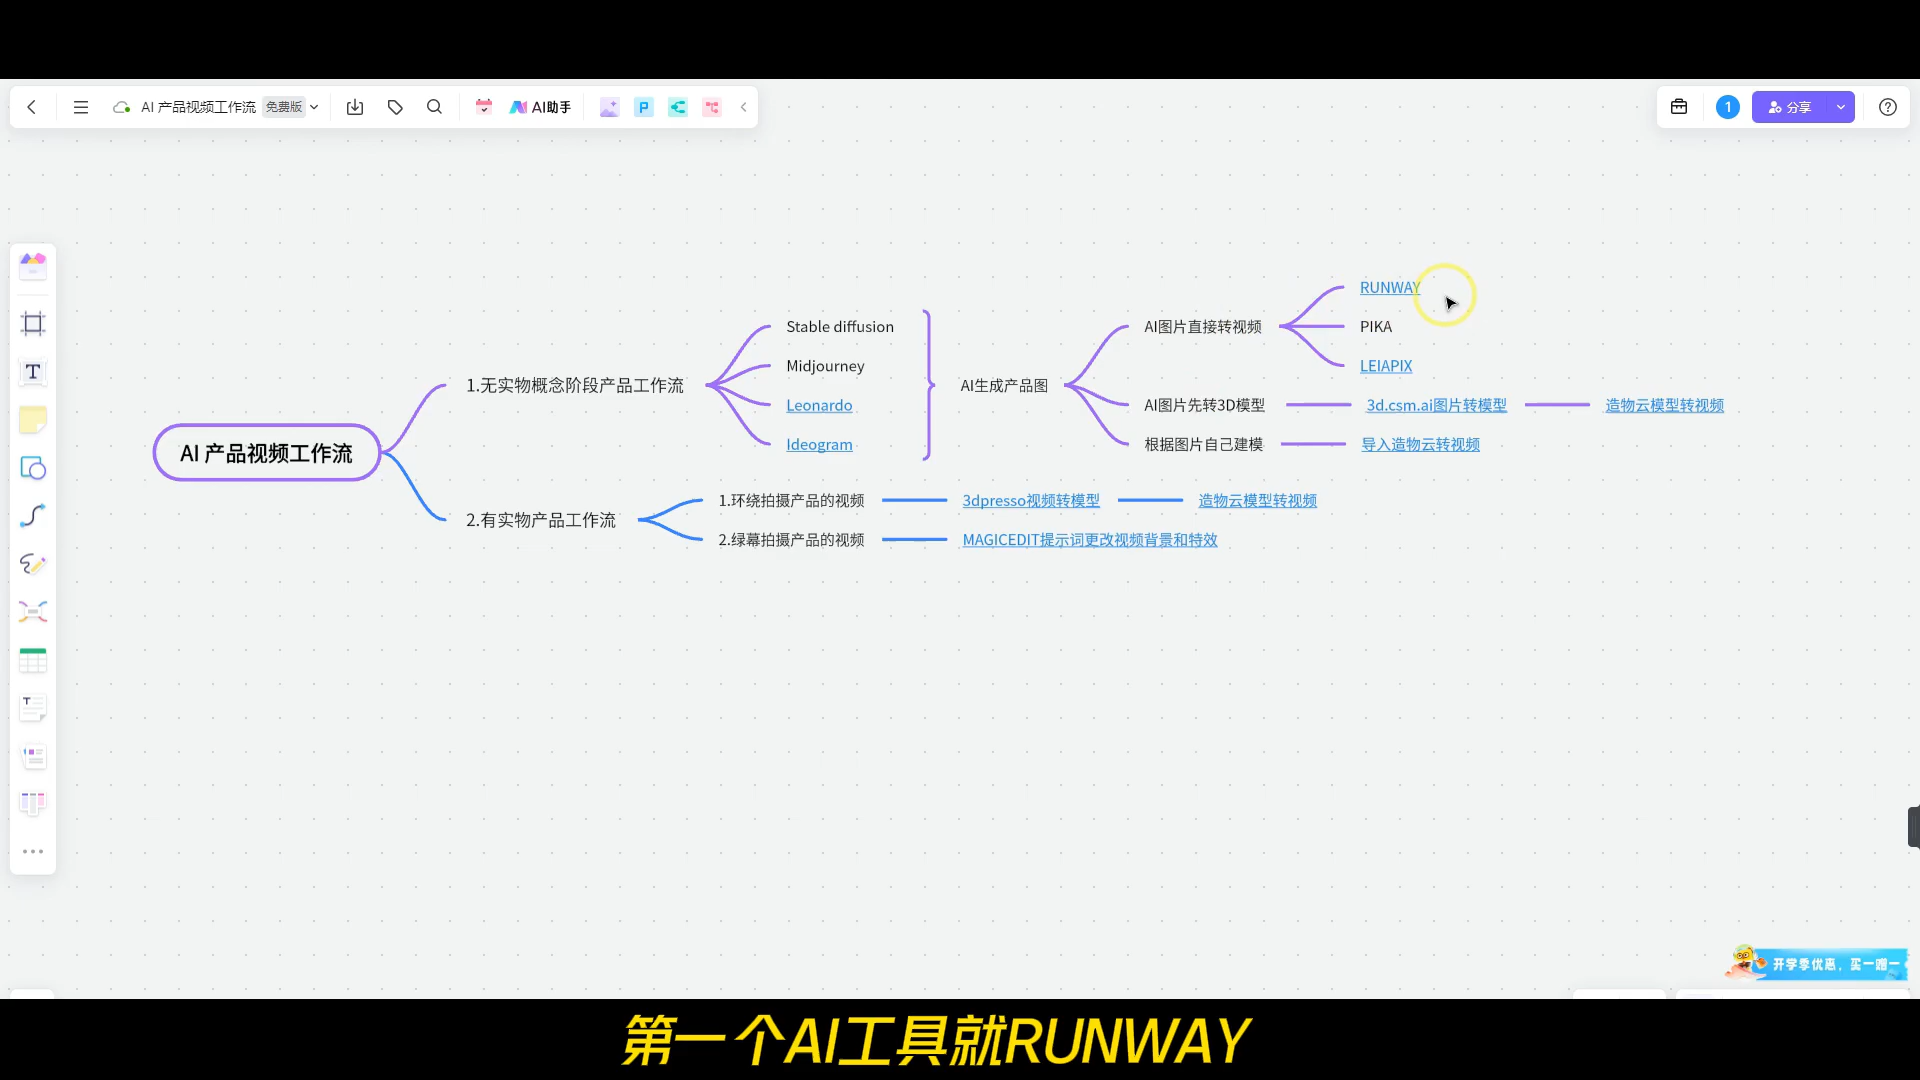 AI 产品视频工作流 免费版
AI助手
P
1
分享
RUNWAY
Stable diffusion
AI图片直接转视频
PIKA
Midjourney
LEIAPIX
1.无实物概念阶段产品工作流
AI生成产品图
Leonardo
AI图片先转3D模型
3d.csm.ai图片转模型
造物云模型转视频
Ideogram
根据图片自己建模
导入造物云转视频
AI 产品视频工作流
1.环绕拍摄产品的视频
3dpresso视频转模型
造物云模型转视频
2.有实物产品工作流
2.绿幕拍摄产品的视频
MAGICEDIT提示词更改视频背景和特效
开学季优惠，买一赠一
第一个AI工具就RUNWAY